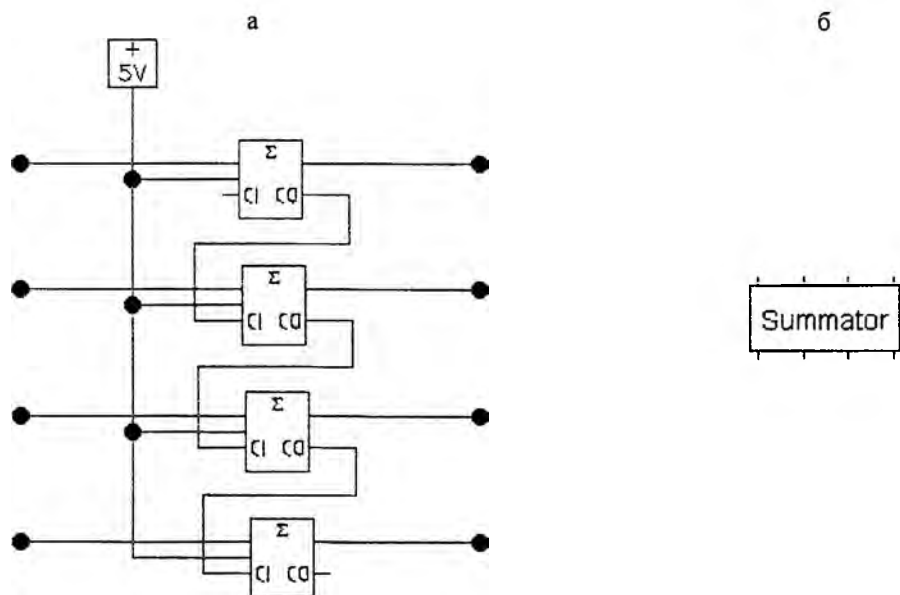 а
б
+
5V
Σ
CI CO
Σ
CI CO
Summator
Σ
CI CO
Σ
CI CO